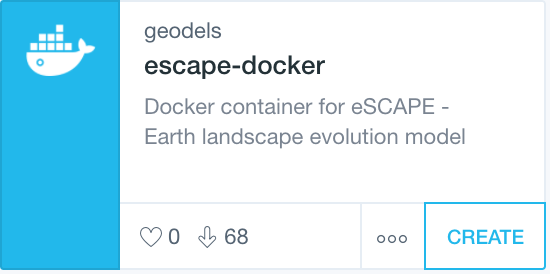 geodels
escape-docker
Docker container for eSCAPE -
Earth landscape evolution model
0 68 CREATE